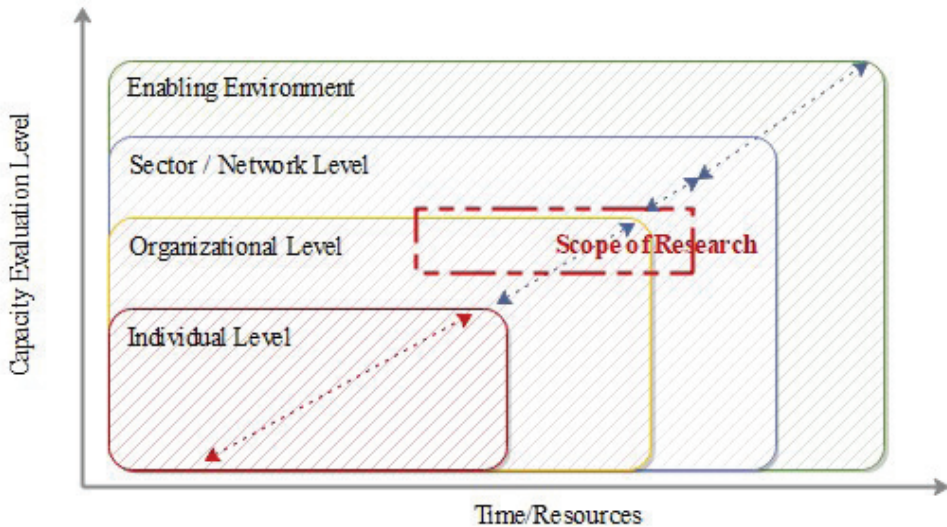 Capacity Evaluation Level
Enabling Environment
Sector / Network Level
Organizational Level
Scope of Research
Individual Level
Time/Resources